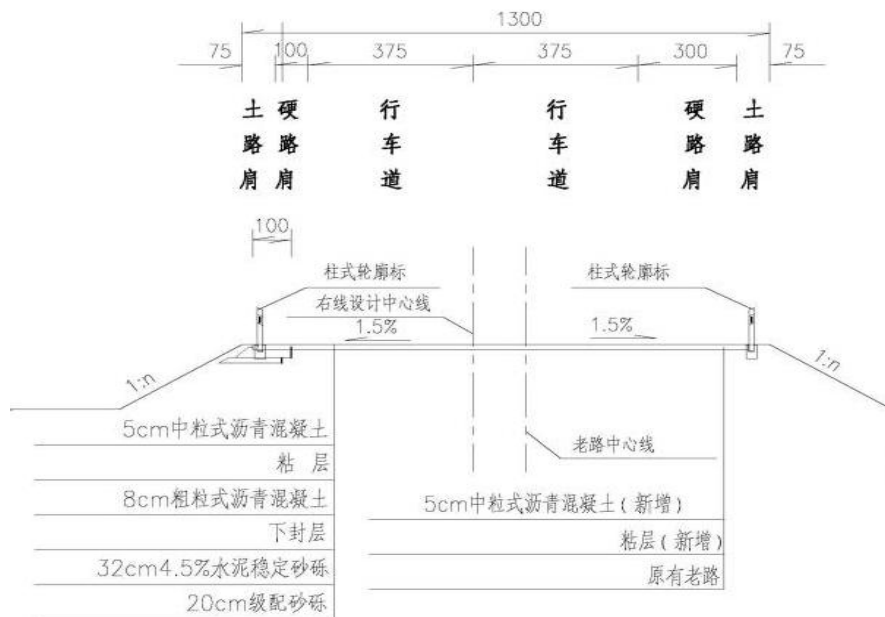 1300
75 100 375 375 300 75
土路肩 硬路肩 行车道 行车道 硬路肩 土路肩
100
柱式轮廓标 柱式轮廓标
右线设计中心线
1.5% 1.5%
1:n 1:n
5cm中粒式沥青混凝土
粘 层
8cm粗粒式沥青混凝土
下封层
32cm4.5%水泥稳定砂砾
20cm级配砂砾
老路中心线
5cm中粒式沥青混凝土(新增)
粘层(新增)
原有老路